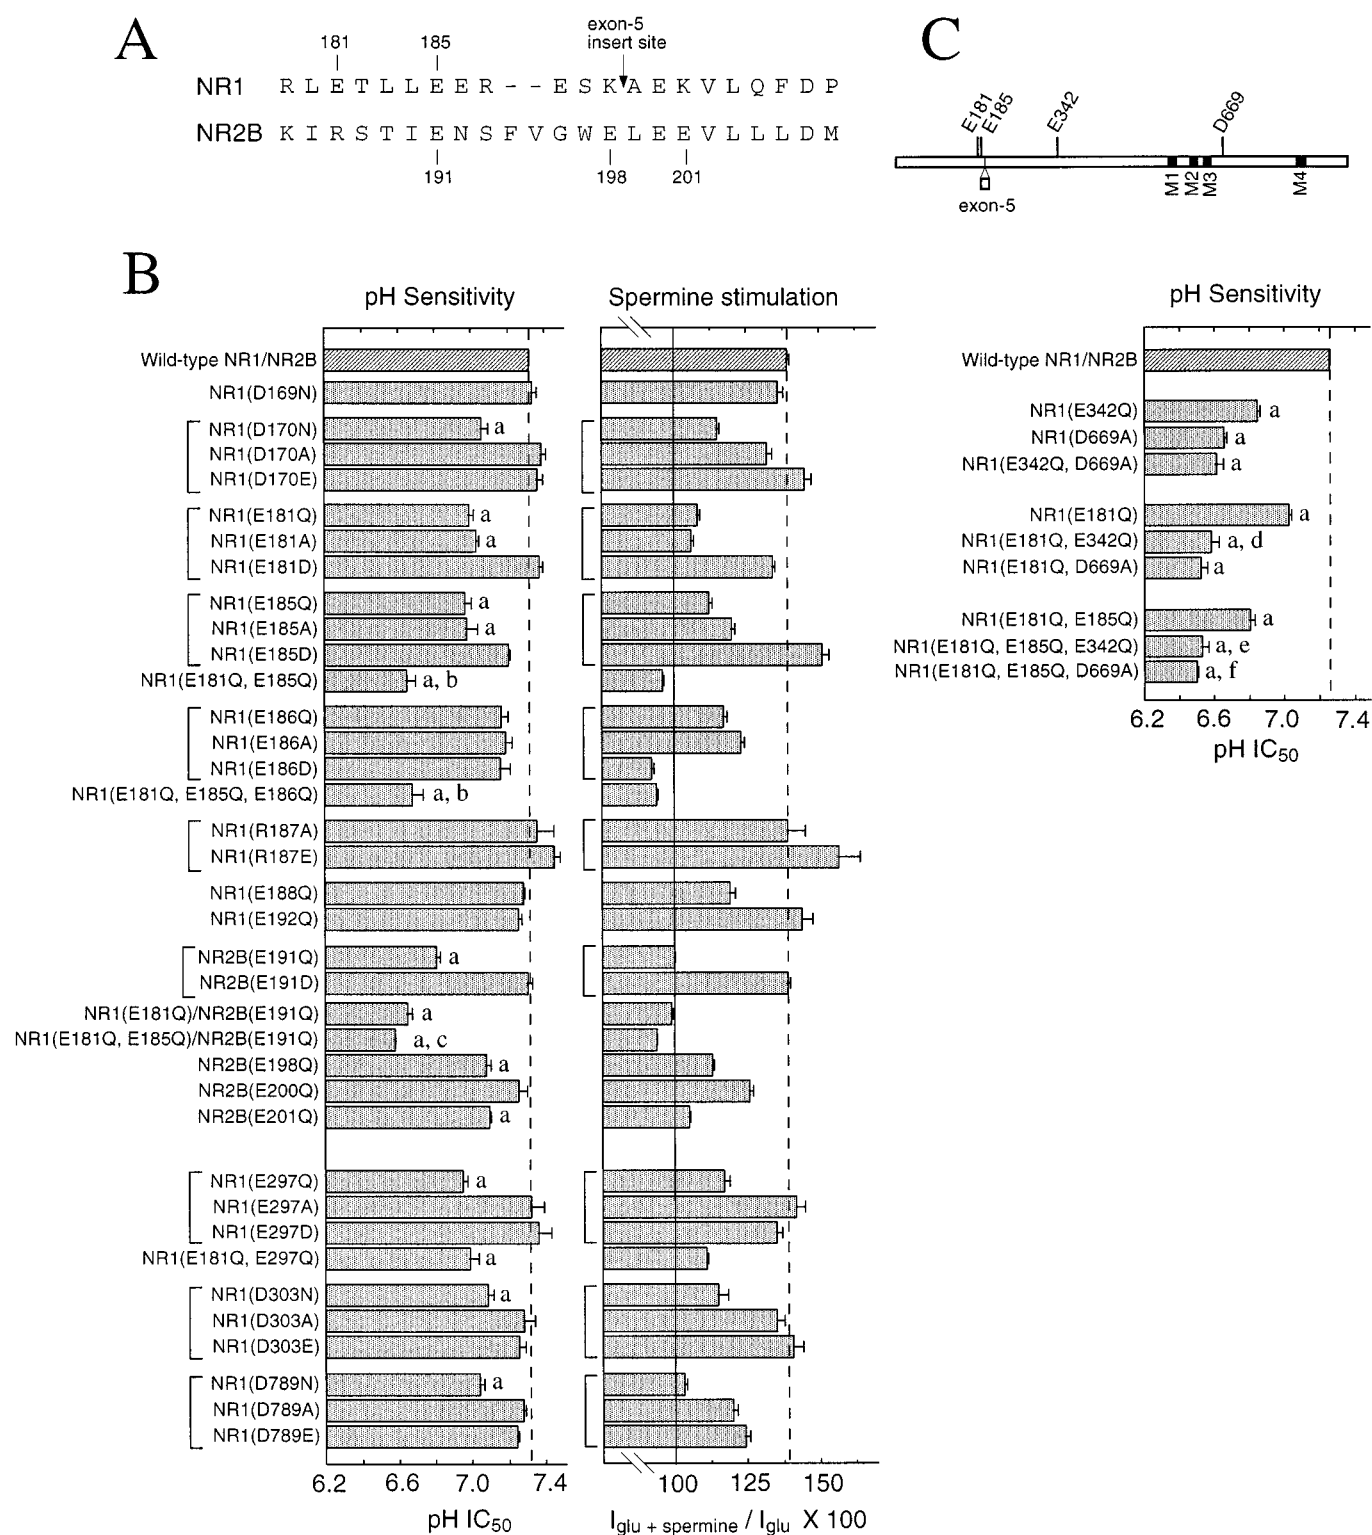 A
exon-5
insert site
181 185
NR1 R L E T L L E E R - - E S K A E K V L Q F D P
NR2B K I R S T I E N S F V G W E L E E V L L L D M
191 198 201
C
E181
E185
E342
D669
M1
M2
M3
M4
exon-5
B
pH Sensitivity
Spermine stimulation
Wild-type NR1/NR2B
NR1(D169N)
NR1(D170N) a
NR1(D170A)
NR1(D170E)
NR1(E181Q) a
NR1(E181A) a
NR1(E181D)
NR1(E185Q) a
NR1(E185A) a
NR1(E185D)
NR1(E181Q, E185Q) a, b
NR1(E186Q)
NR1(E186A)
NR1(E186D)
NR1(E181Q, E185Q, E186Q) a, b
NR1(R187A)
NR1(R187E)
NR1(E188Q)
NR1(E192Q)
NR2B(E191Q) a
NR2B(E191D)
NR1(E181Q)/NR2B(E191Q) a
NR1(E181Q, E185Q)/NR2B(E191Q) a, c
NR2B(E198Q) a
NR2B(E200Q)
NR2B(E201Q) a
NR1(E297Q) a
NR1(E297A)
NR1(E297D)
NR1(E181Q, E297Q) a
NR1(D303N) a
NR1(D303A)
NR1(D303E)
NR1(D789N) a
NR1(D789A)
NR1(D789E)
6.2 6.6 7.0 7.4
pH IC50
100 125 150
Iglu + spermine / Iglu X 100
pH Sensitivity
Wild-type NR1/NR2B
NR1(E342Q) a
NR1(D669A) a
NR1(E342Q, D669A) a
NR1(E181Q) a
NR1(E181Q, E342Q) a, d
NR1(E181Q, D669A) a
NR1(E181Q, E185Q) a
NR1(E181Q, E185Q, E342Q) a, e
NR1(E181Q, E185Q, D669A) a, f
6.2 6.6 7.0 7.4
pH IC50